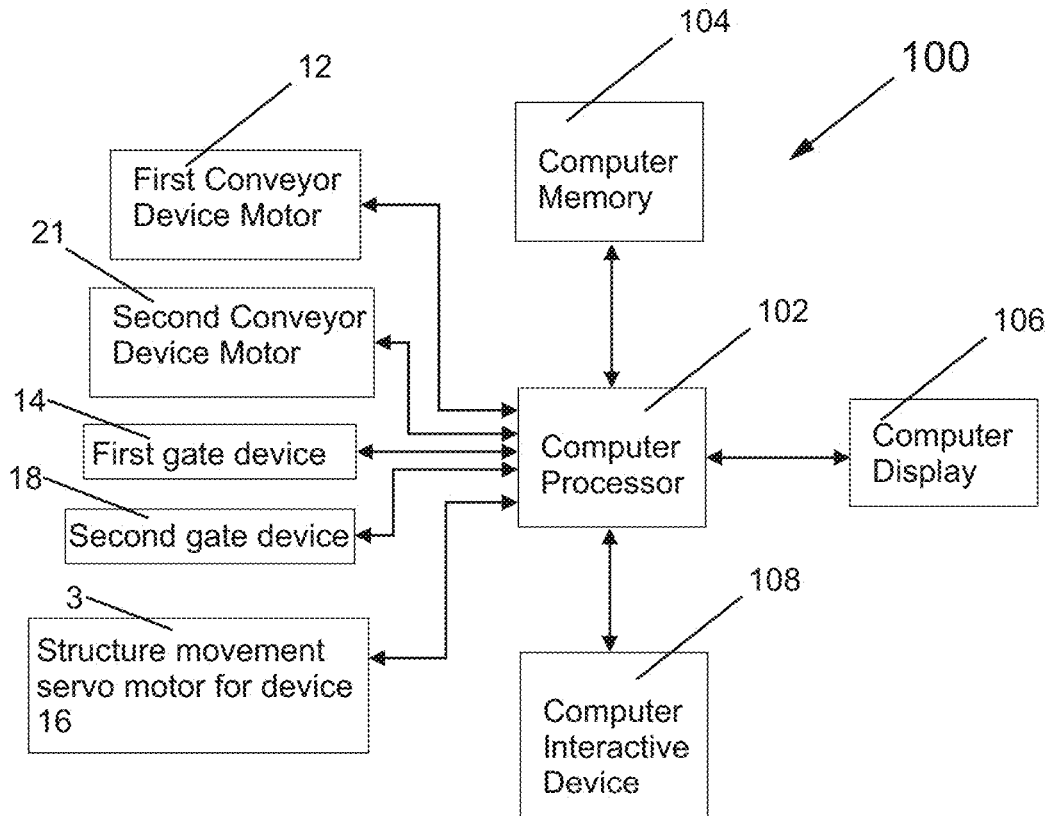 104
100
12
Computer
Memory
First Conveyor
Device Motor
21
Second Conveyor
Device Motor
102
106
14
First gate device
Computer
Processor
Computer
Display
18
Second gate device
3
108
Structure movement
servo motor for device
16
Computer
Interactive
Device